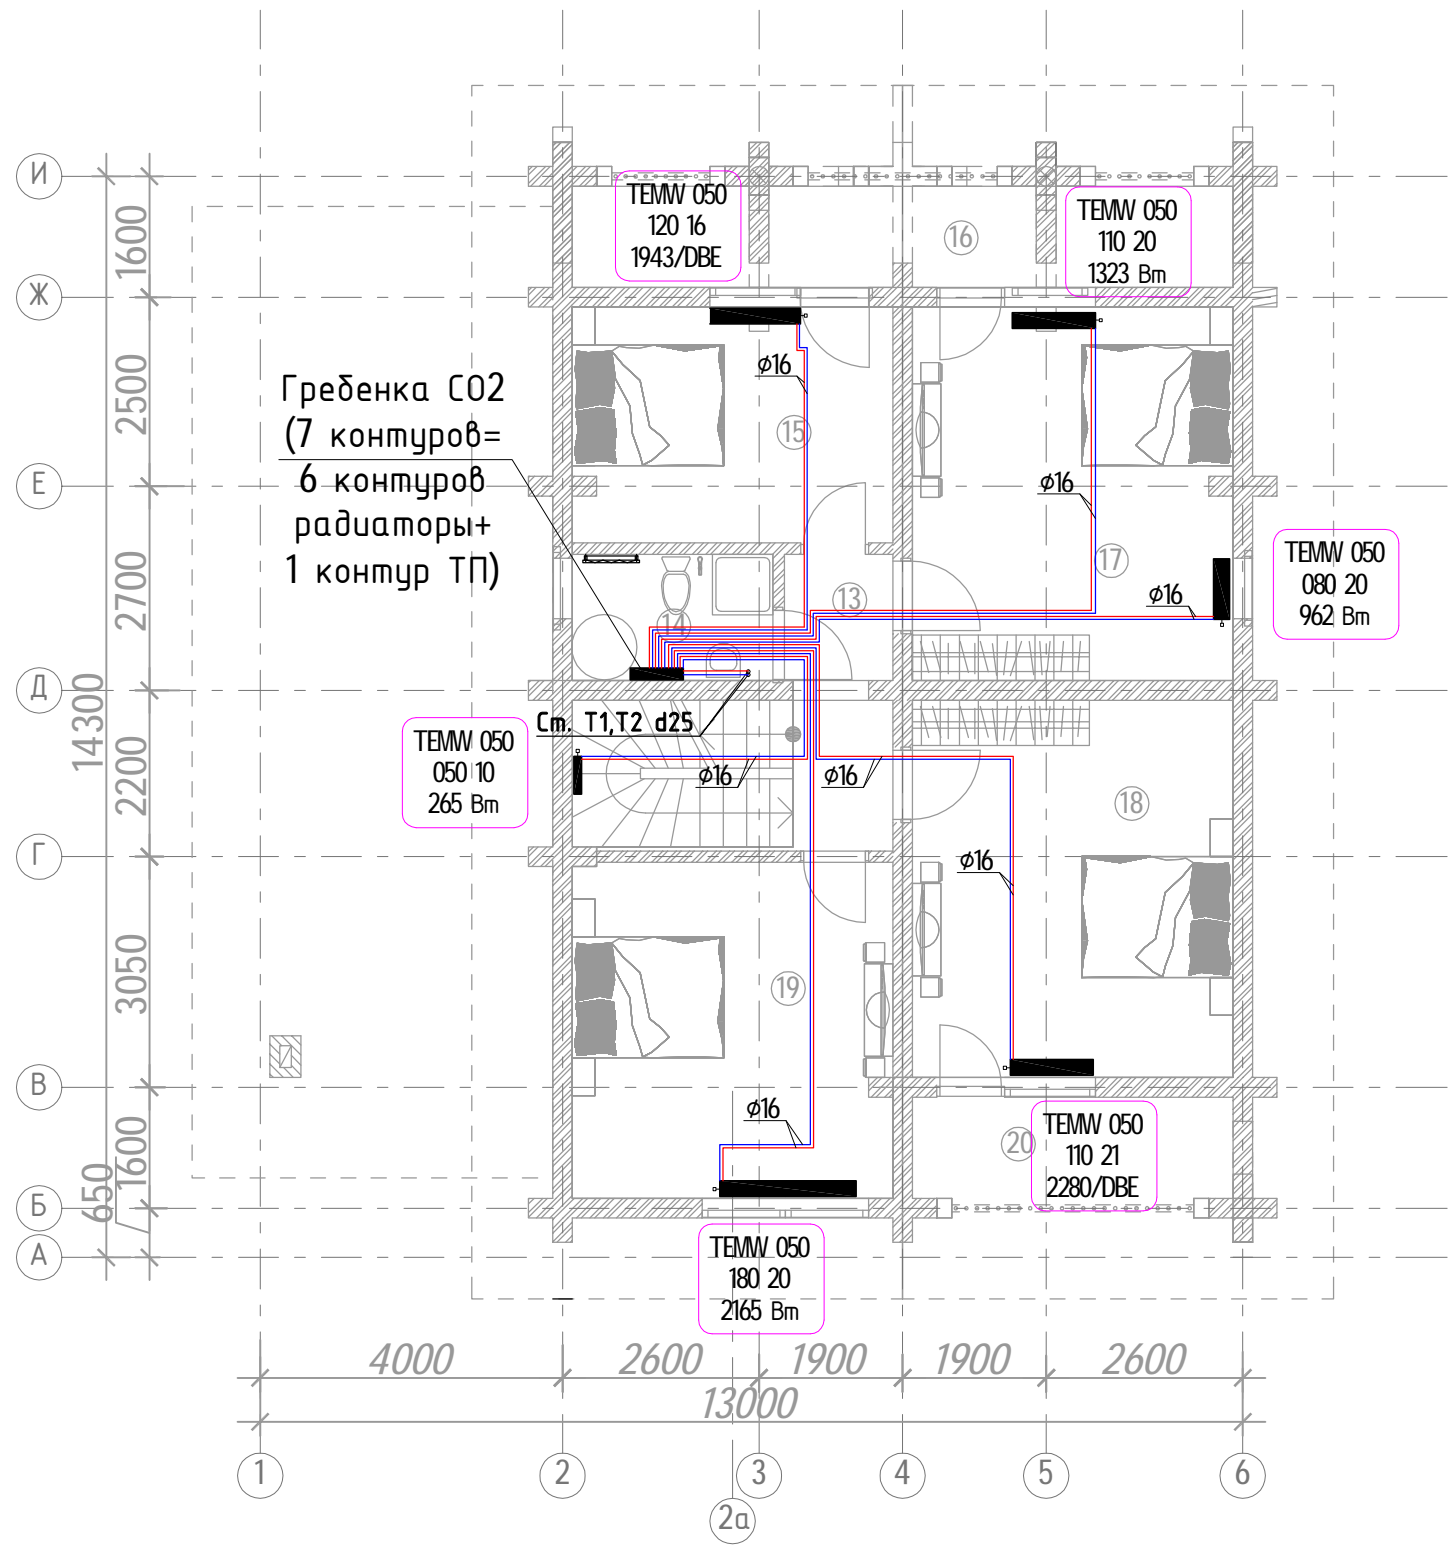 И
Ж
Е
Д
Г
В
Б
А
1600
2500
2700
2200
3050
1600
650
14300
TEMW 050
120 16
1943/DBE
16
TEMW 050
110 20
1323 Вт
Гребенка СО2
(7 контуров=
6 контуров
радиаторы+
1 контур ТП)
ϕ16
15
ϕ16
17
TEMW 050
080 20
962 Вт
ϕ16
13
14
Ст. Т1,Т2 d25
TEMW 050
050 10
265 Вт
ϕ16
ϕ16
18
ϕ16
19
ϕ16
20
TEMW 050
110 21
2280/DBE
TEMW 050
180 20
2165 Вт
4000
2600
1900
1900
2600
13000
1
2
3
4
5
6
2а